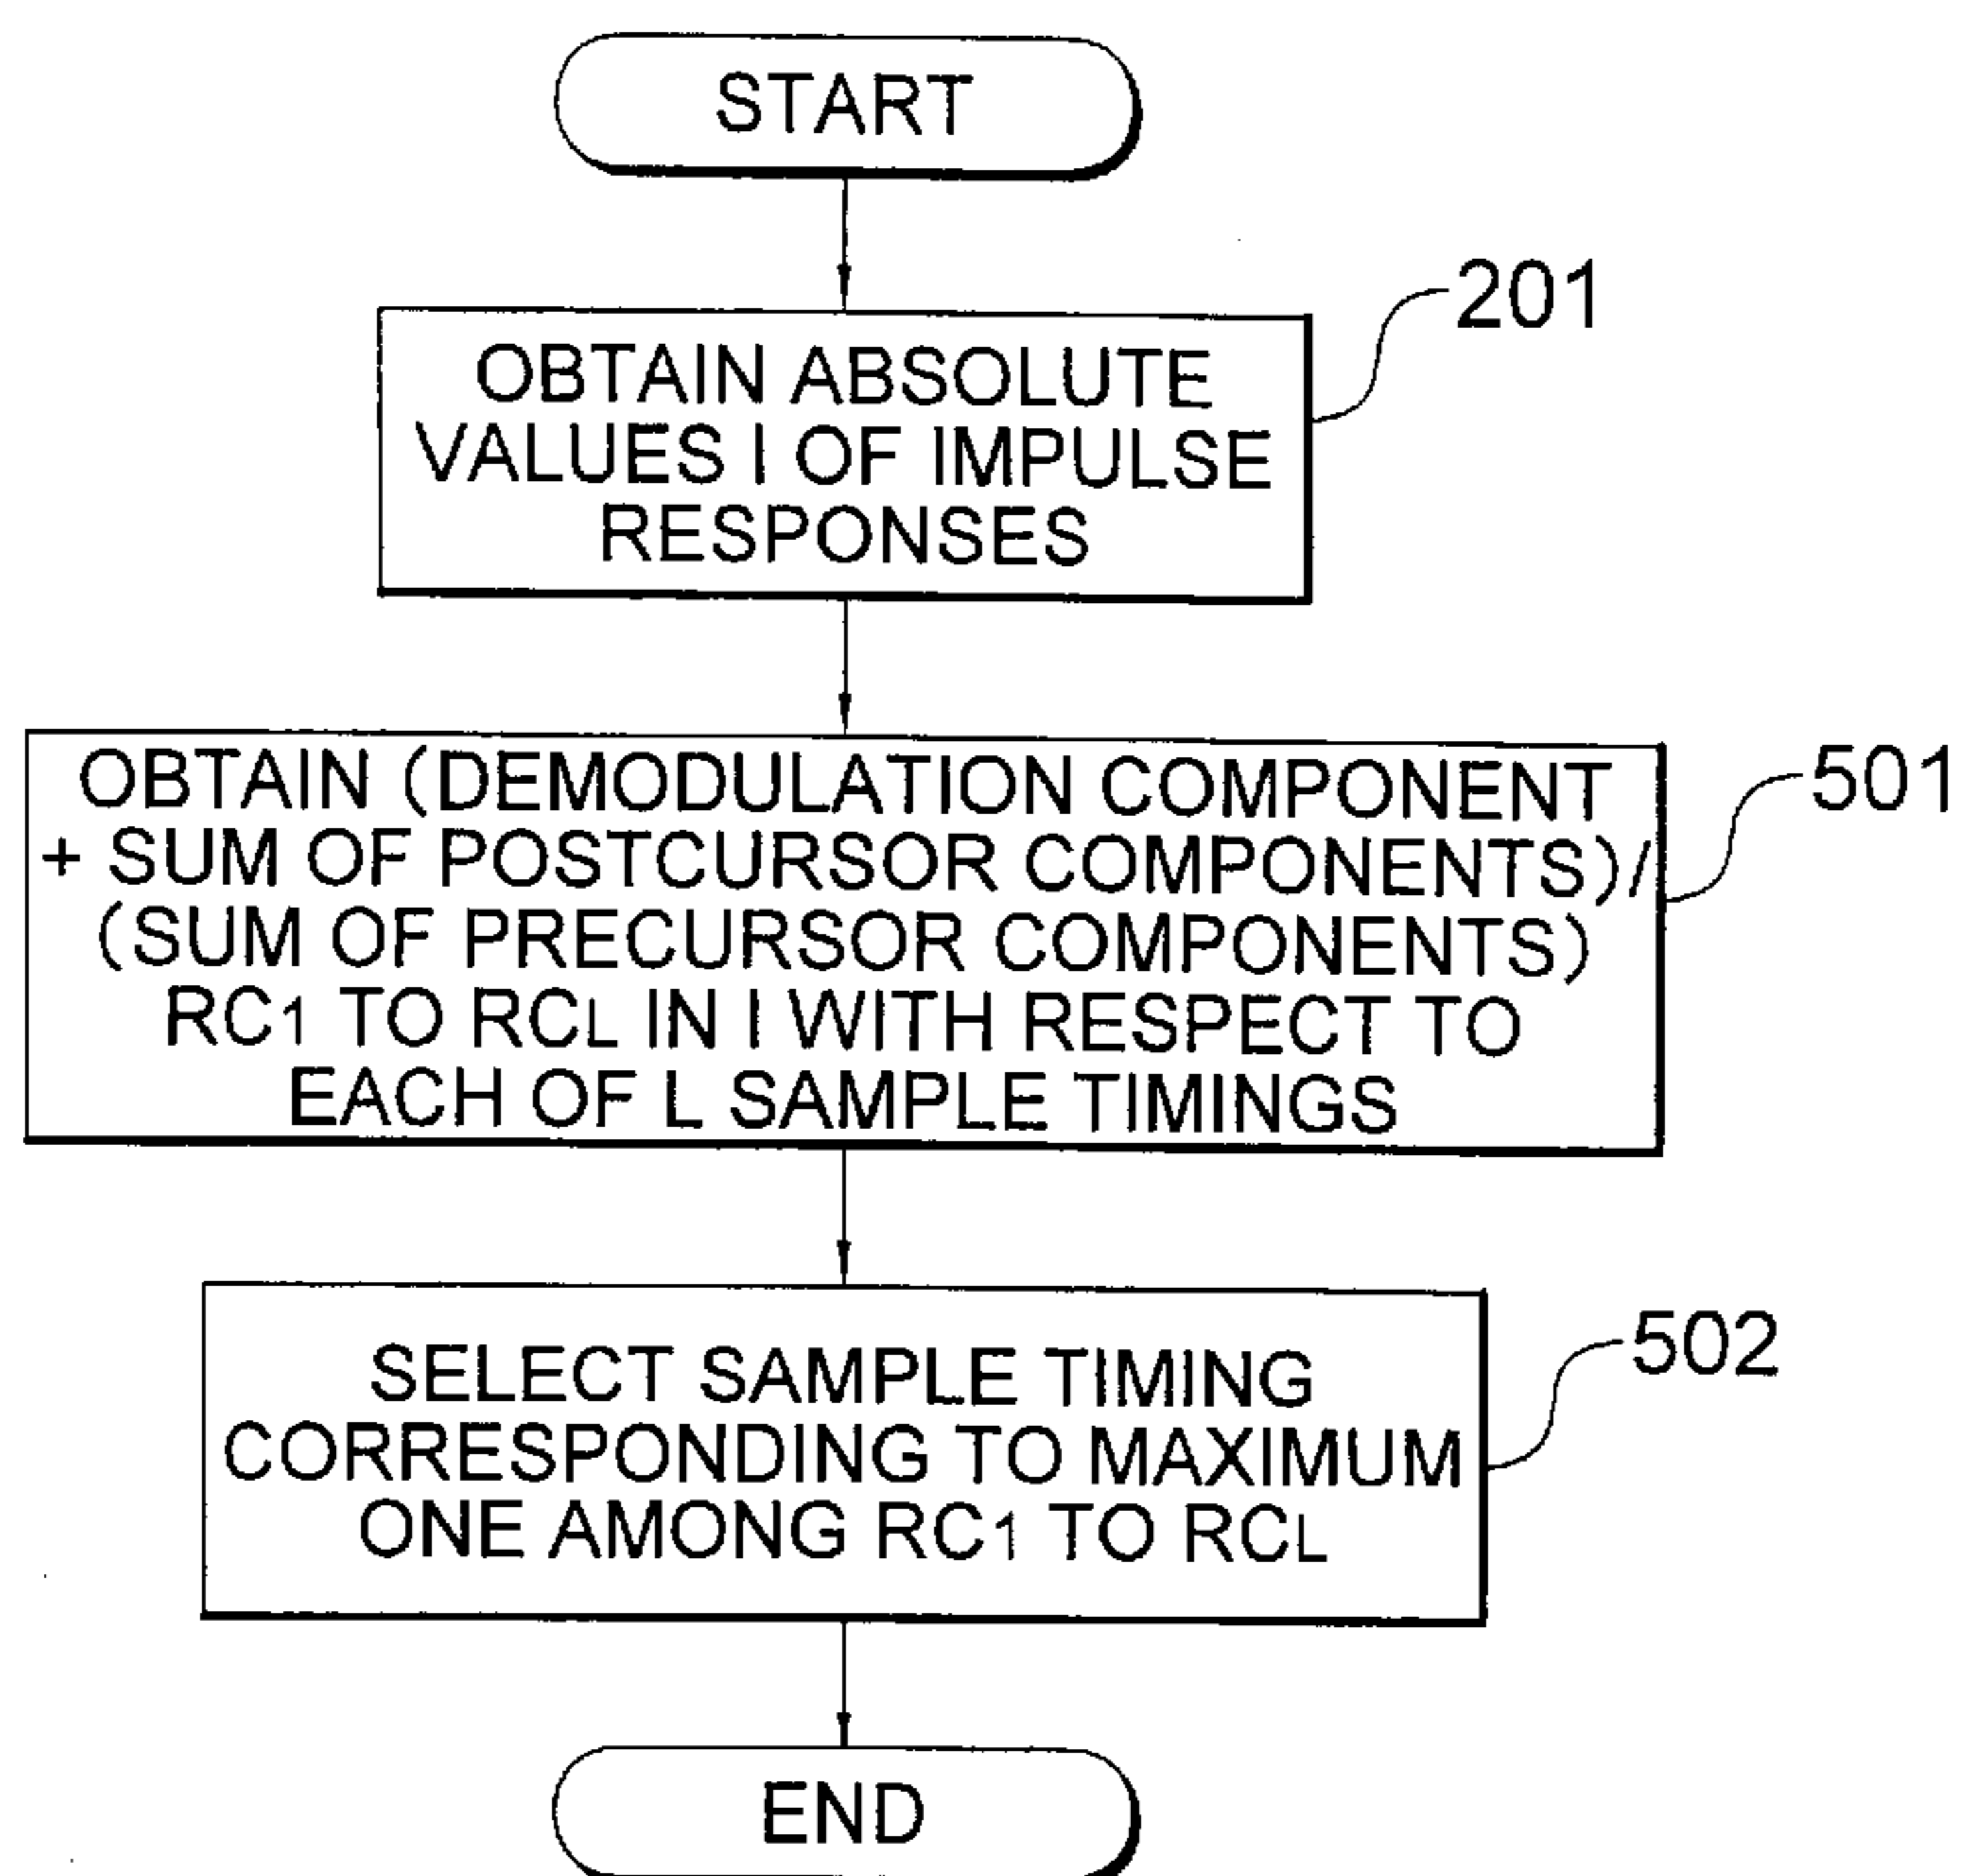 START
201
OBTAIN ABSOLUTE
VALUES I OF IMPULSE
RESPONSES
501
OBTAIN (DEMODULATION COMPONENT
+ SUM OF POSTCURSOR COMPONENTS)/
(SUM OF PRECURSOR COMPONENTS)
RC1 TO RCL IN I WITH RESPECT TO
EACH OF L SAMPLE TIMINGS
502
SELECT SAMPLE TIMING
CORRESPONDING TO MAXIMUM
ONE AMONG RC1 TO RCL
END